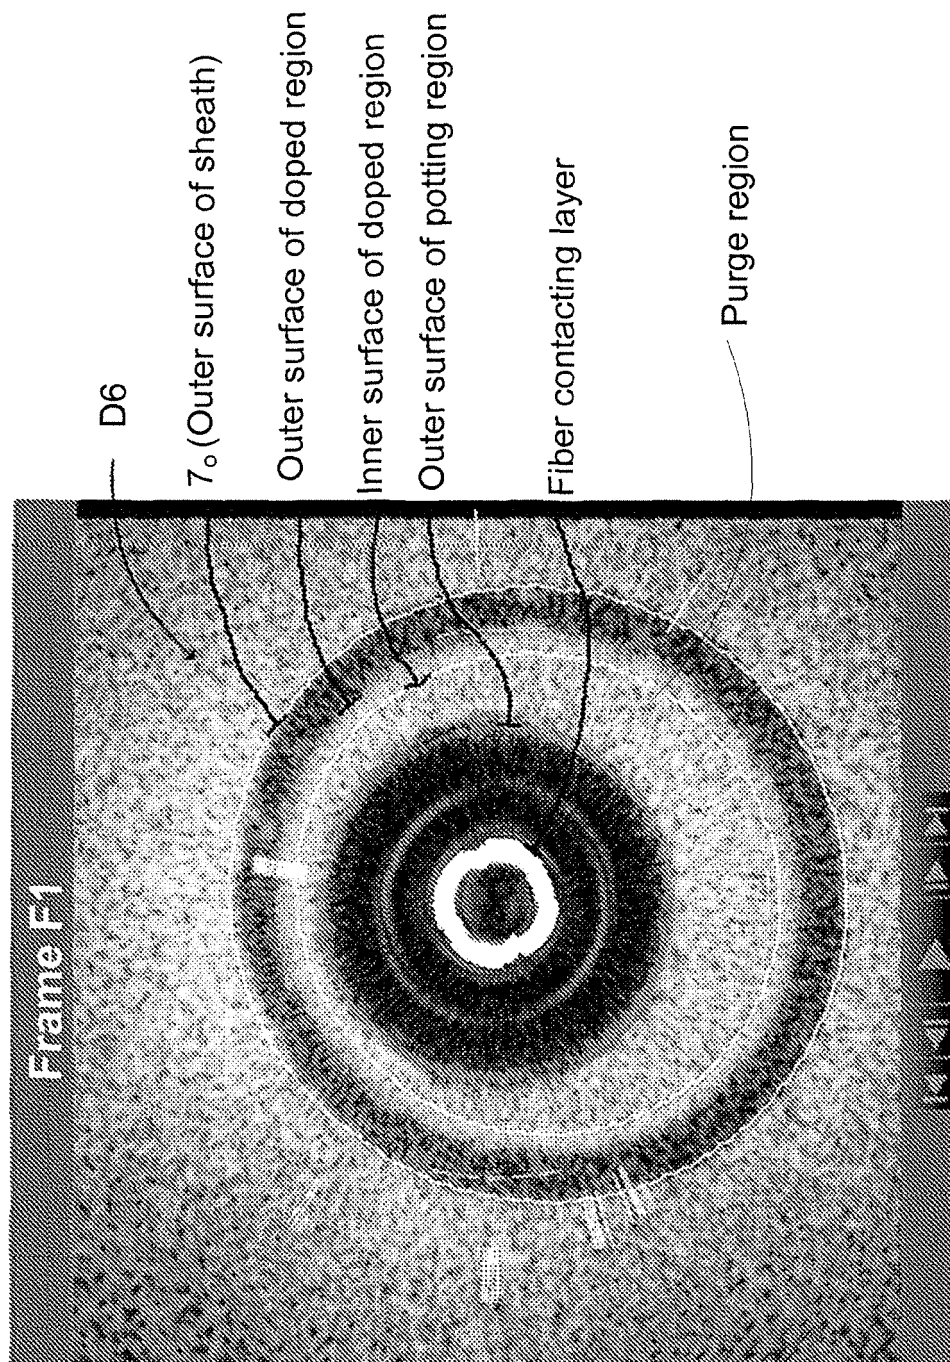 Frame F1
D6
7o (Outer surface of sheath)
Outer surface of doped region
Inner surface of doped region
Outer surface of potting region
Fiber contacting layer
Purge region